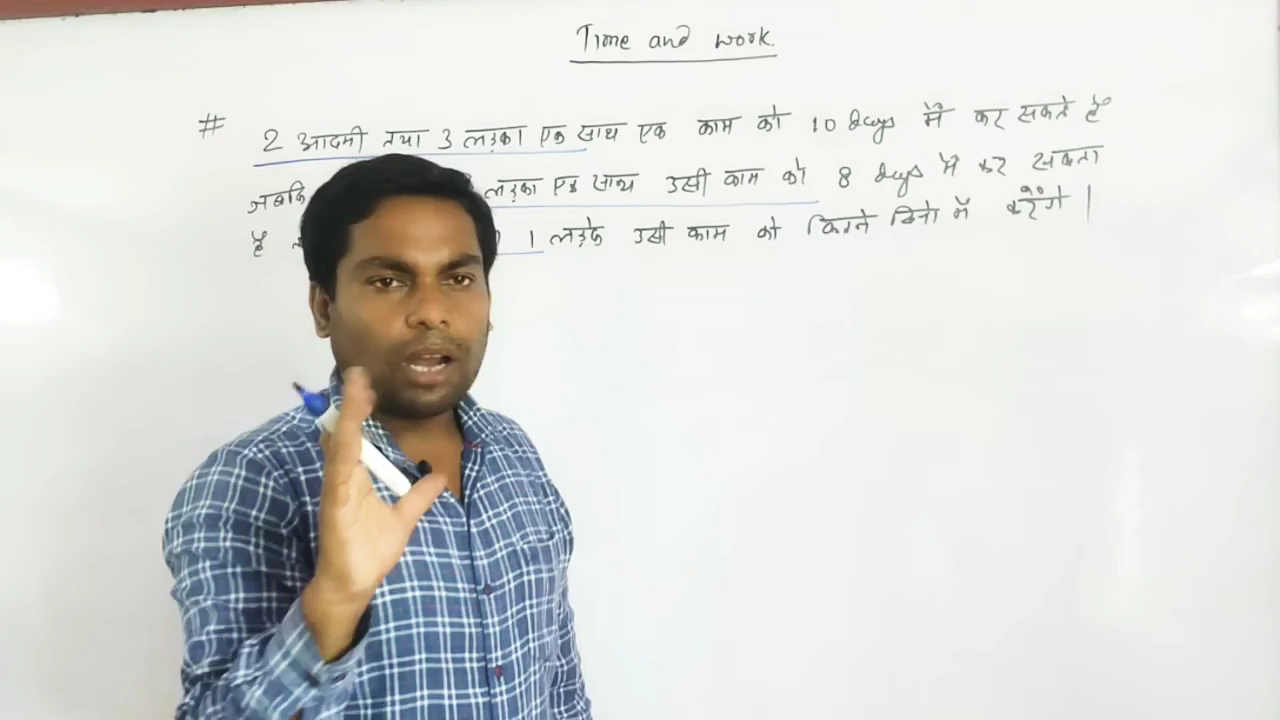 Time and work.
# 2 आदमी तथा 3 लड़का एक साथ एक काम को 10 days में कर सकते हैं
जबकि लड़का एक साथ उसी काम को 8 days में कर सकता
है 1 लड़के उसी काम को कितने दिनो में करेंगे |